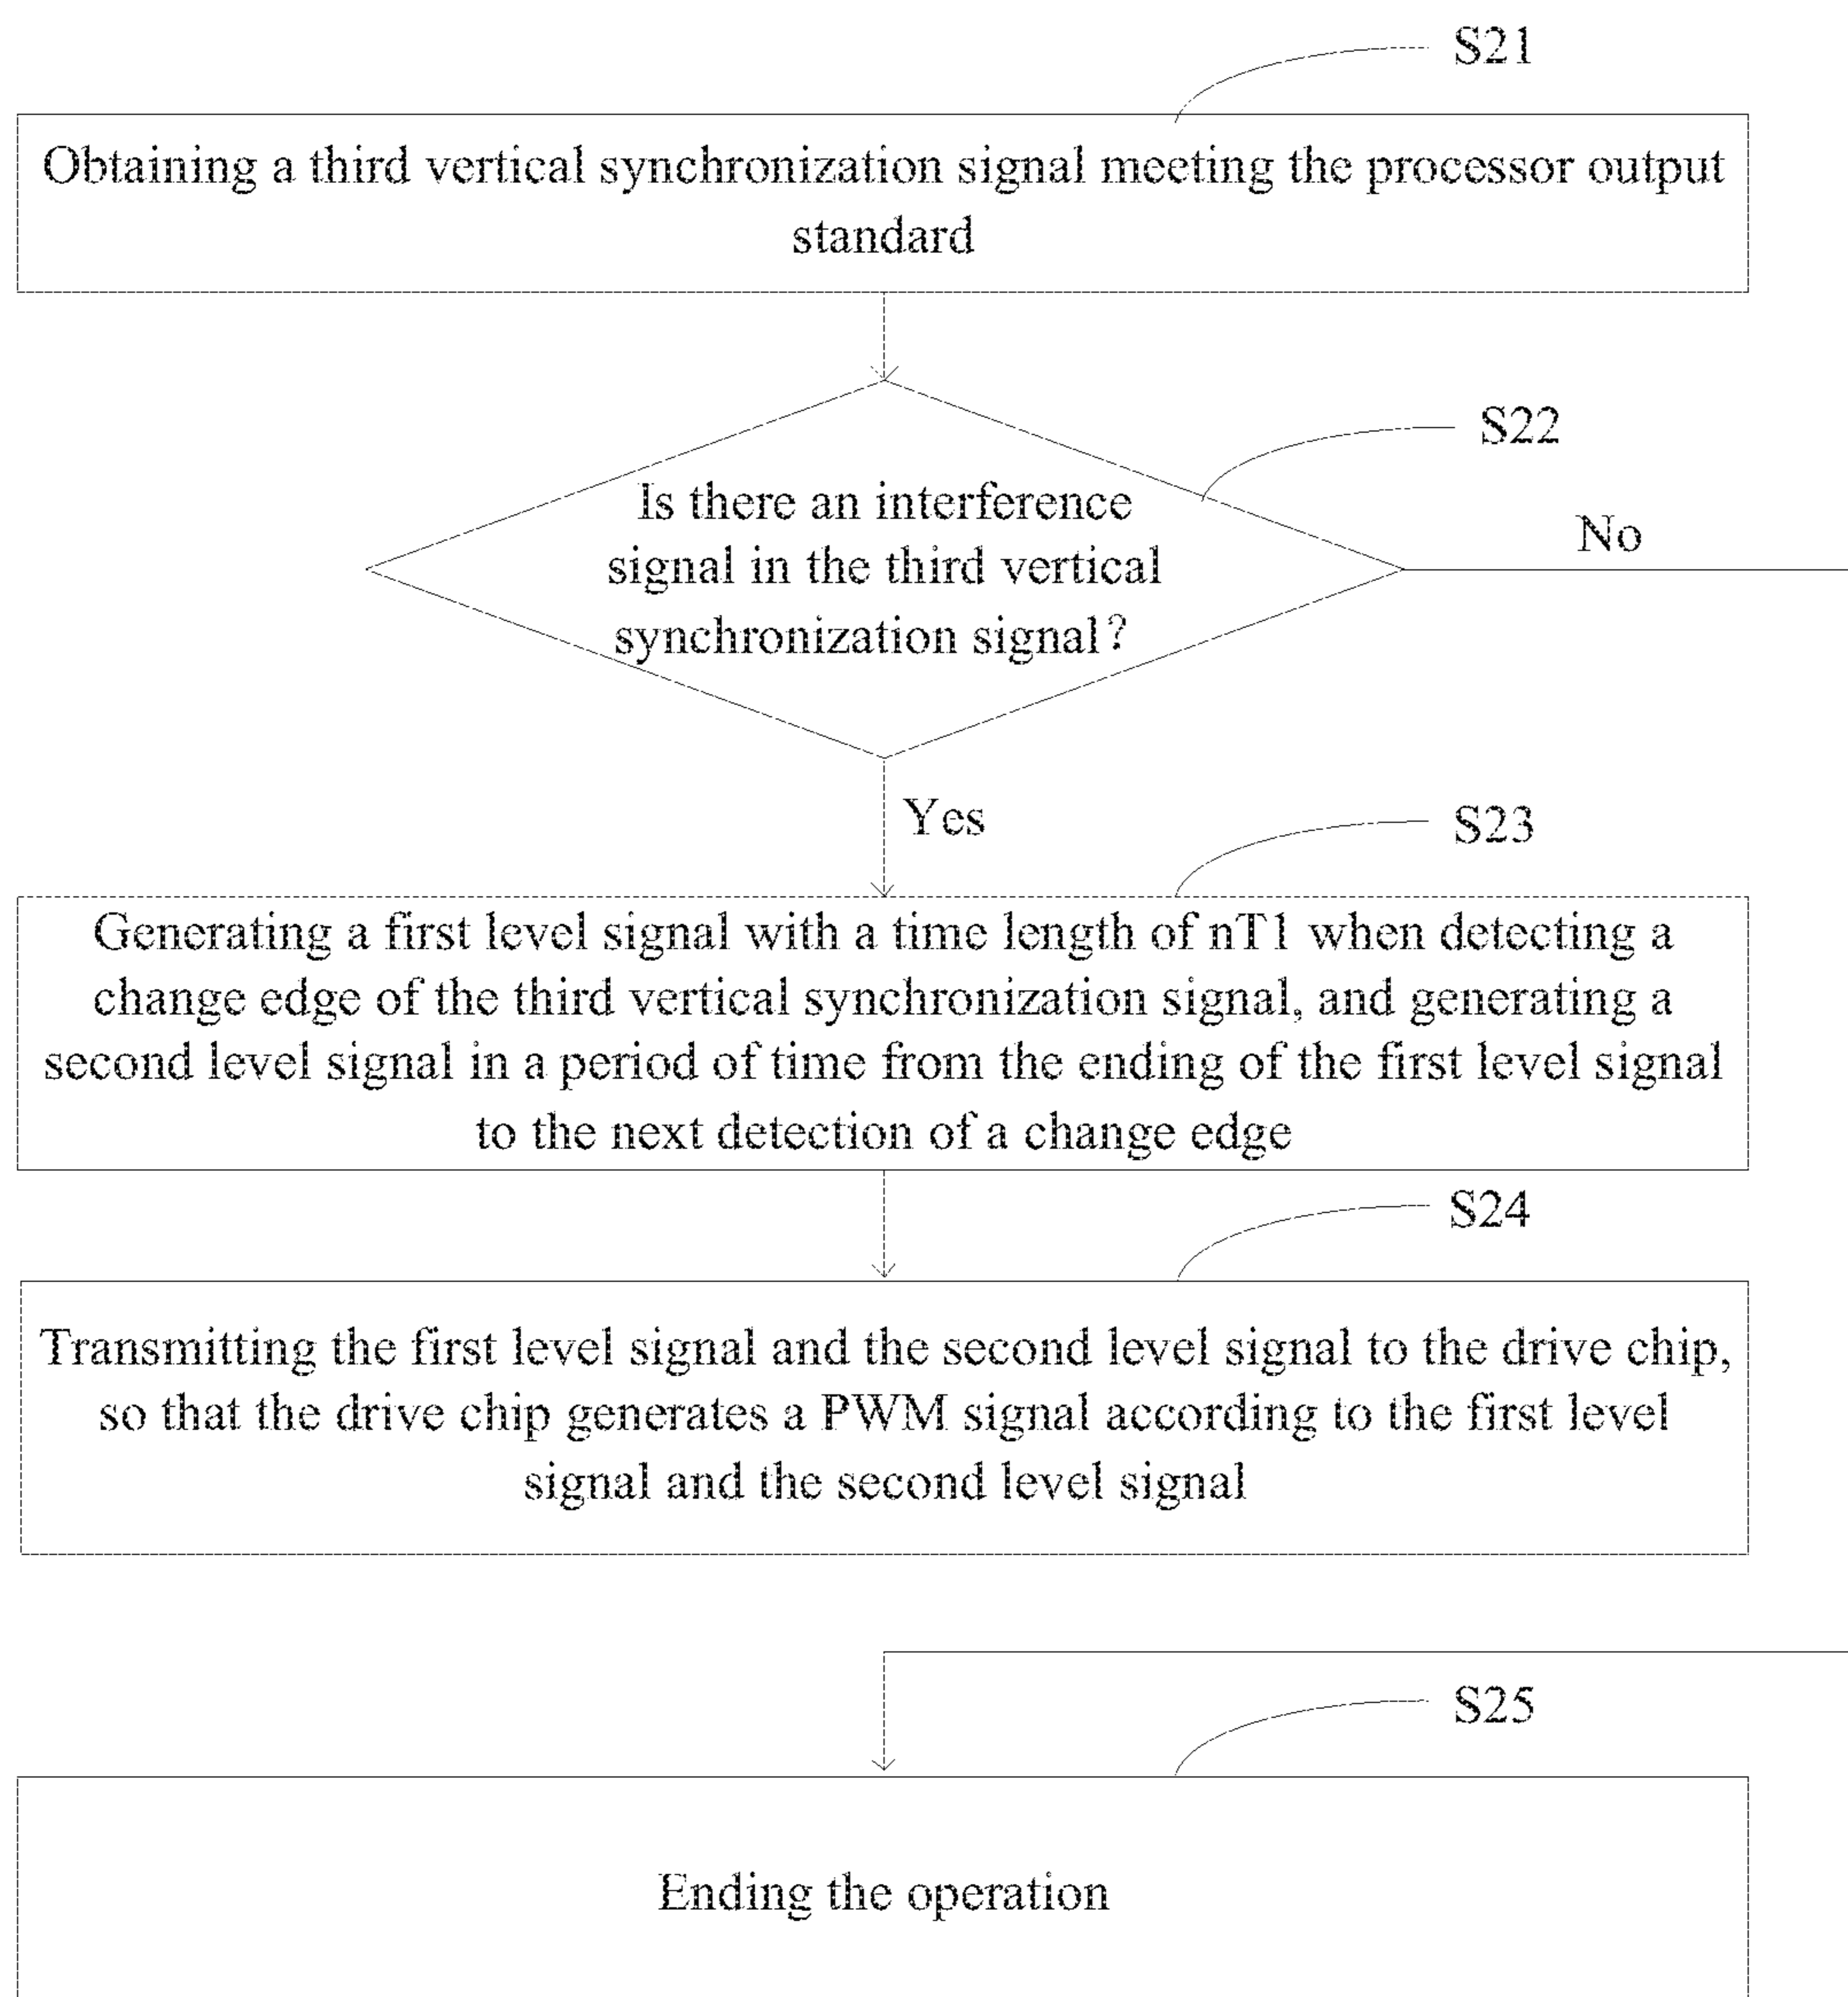 S21
Obtaining a third vertical synchronization signal meeting the processor output
standard
S22
Is there an interference
signal in the third vertical
synchronization signal?
No
Yes
S23
Generating a first level signal with a time length of nT1 when detecting a
change edge of the third vertical synchronization signal, and generating a
second level signal in a period of time from the ending of the first level signal
to the next detection of a change edge
S24
Transmitting the first level signal and the second level signal to the drive chip,
so that the drive chip generates a PWM signal according to the first level
signal and the second level signal
S25
Ending the operation